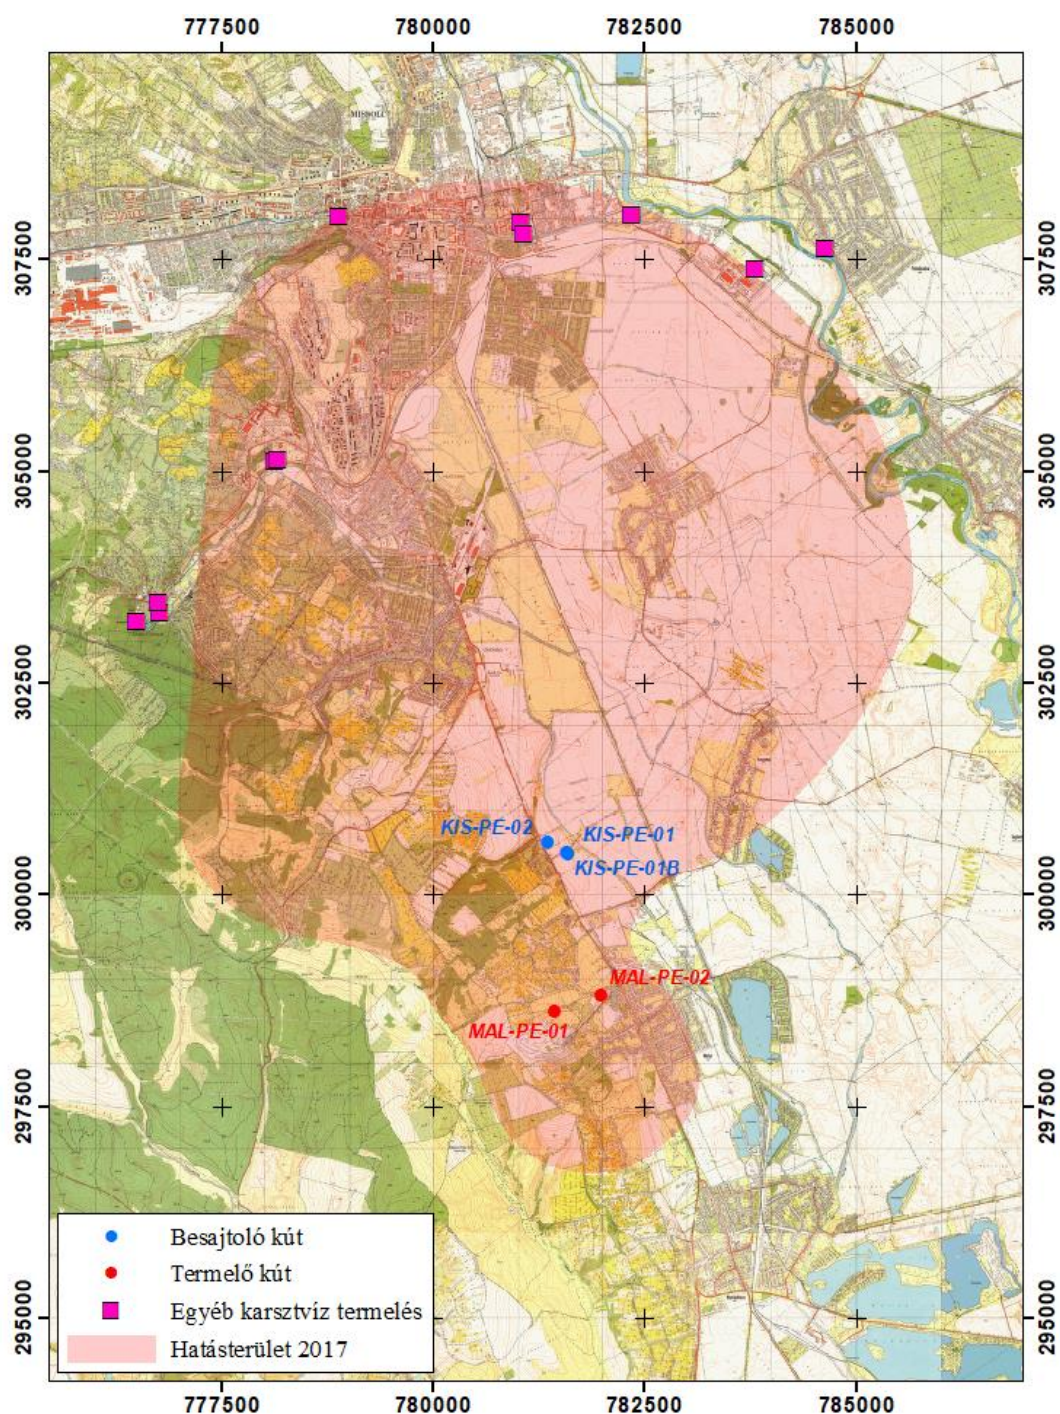 777500 780000 782500 785000
MISKOLC
307500 307500
305000 305000
302500 302500
KIS-PE-02 KIS-PE-01
KIS-PE-01B
300000 300000
MAL-PE-02
MAL-PE-01
297500 297500
Besajtoló kút
Termelő kút
Egyéb karsztvíz termelés
Hatásterület 2017
295000 295000
777500 780000 782500 785000